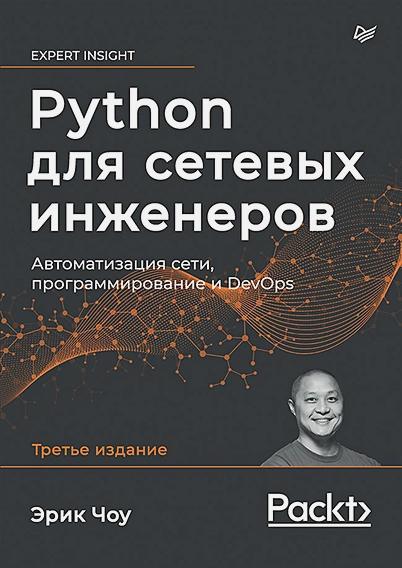 EXPERT INSIGHT
Python
для сетевых
инженеров
Автоматизация сети,
программирование и DevOps
Третье издание
Эрик Чоу
Packt>